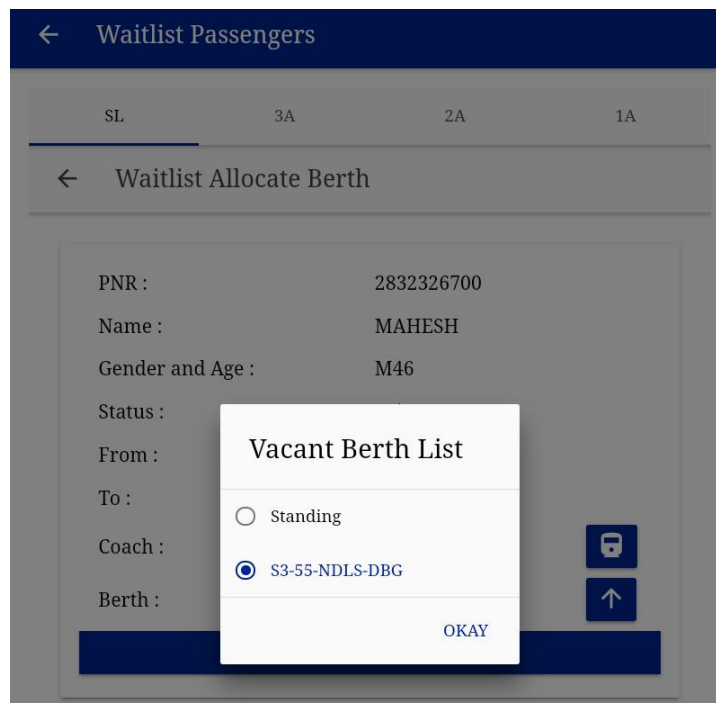 Waitlist Passengers
SL 3A 2A 1A
Waitlist Allocate Berth
PNR : 2832326700
Name : MAHESH
Gender and Age : M46
Status :
From :
To :
Coach :
Berth :
Vacant Berth List
Standing
S3-55-NDLS-DBG
OKAY